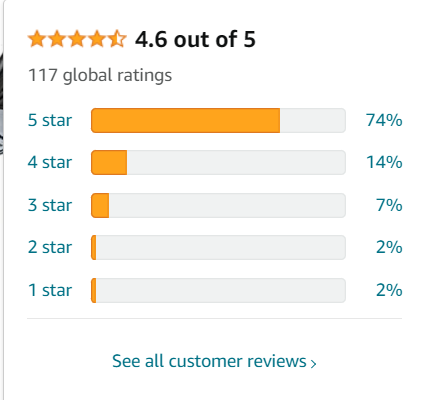 4.6 out of 5
117 global ratings
5 star 74%
4 star 14%
3 star 7%
2 star 2%
1 star 2%
See all customer reviews ›